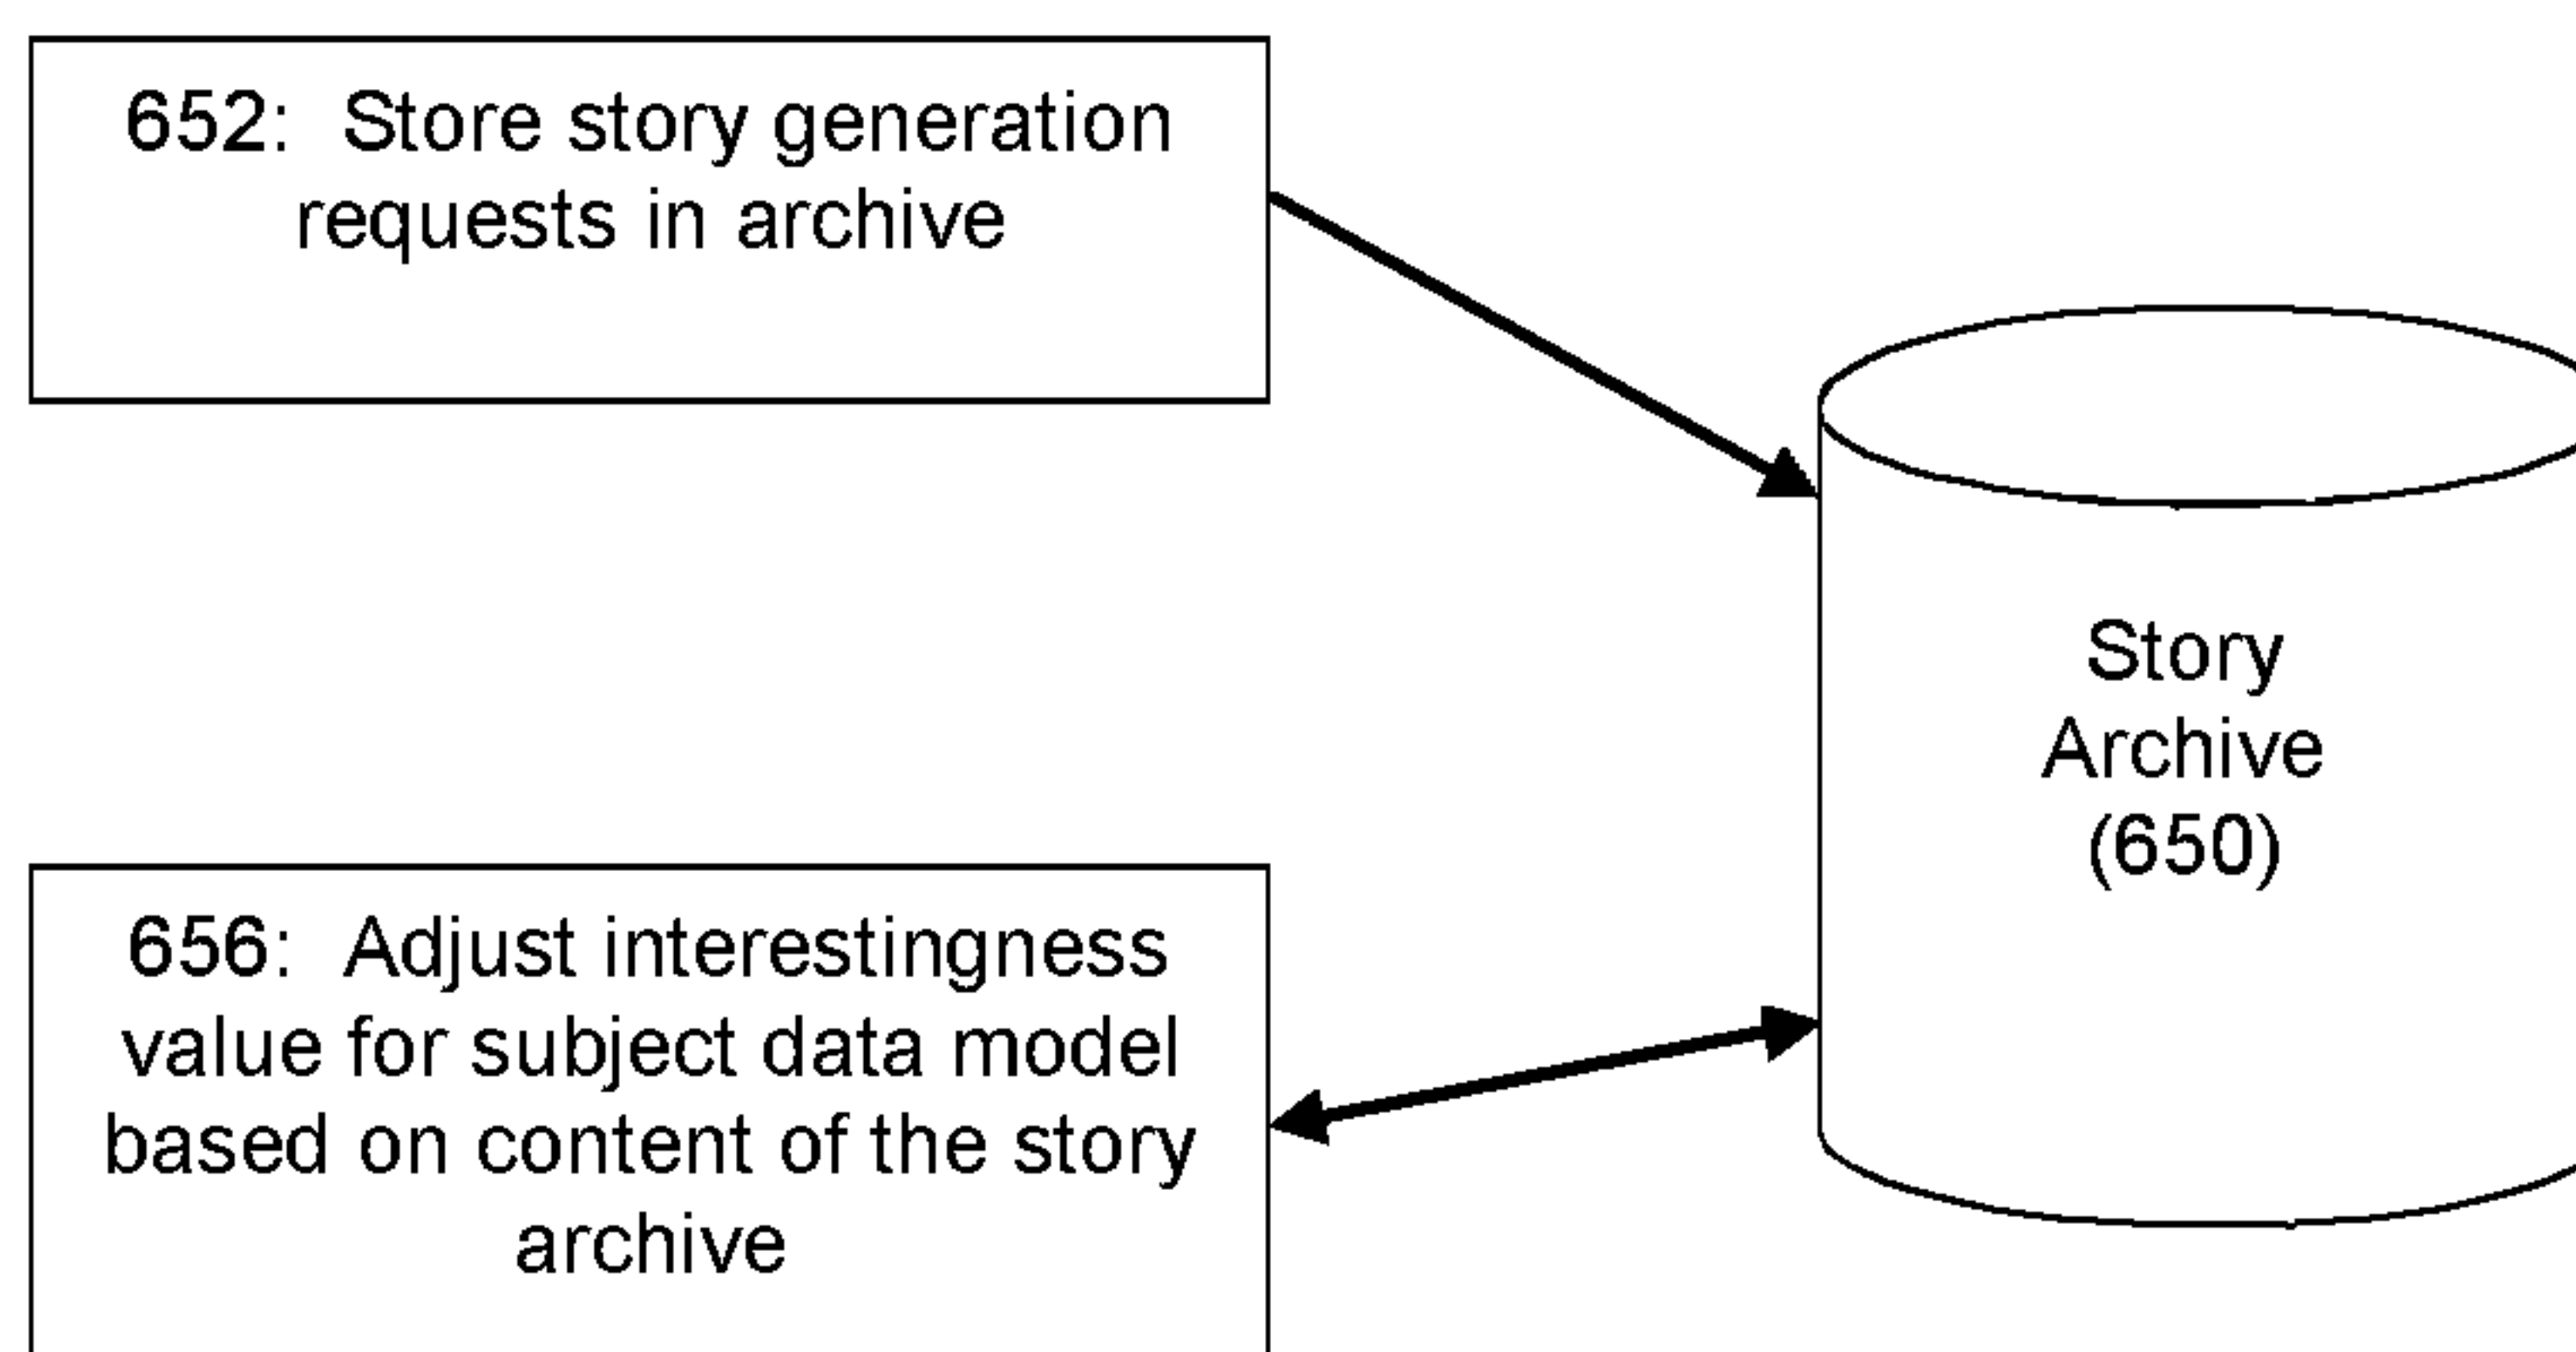 652: Store story generation
requests in archive
Story
Archive
(650)
656: Adjust interestingness
value for subject data model
based on content of the story
archive